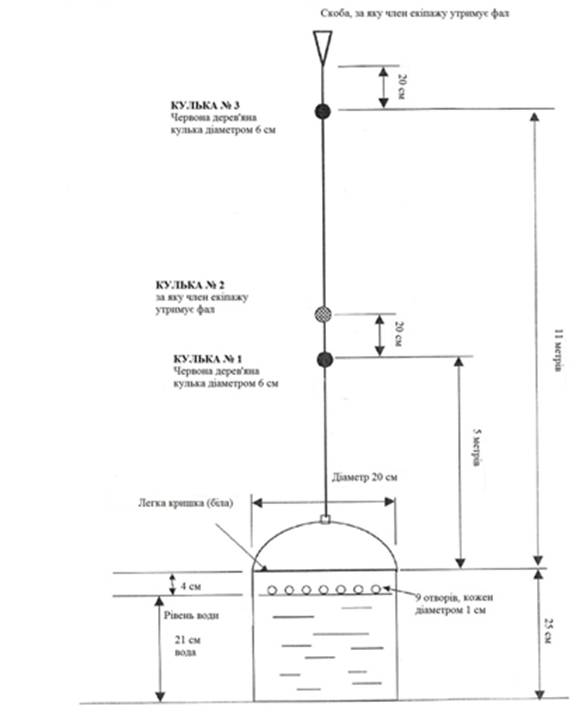 Скоба, за яку член екіпажу утримує фал
20 см
КУЛЬКА № 3
Червона дерев'яна
кулька діаметром 6 см
КУЛЬКА № 2
за яку член екіпажу
утримує фал
20 см
КУЛЬКА № 1
Червона дерев'яна
кулька діаметром 6 см
11 метрів
5 метрів
Діаметр 20 см
Легка кришка (біла)
4 см
9 отворів, кожен
діаметром 1 см
Рівень води
21 см
вода
25 см